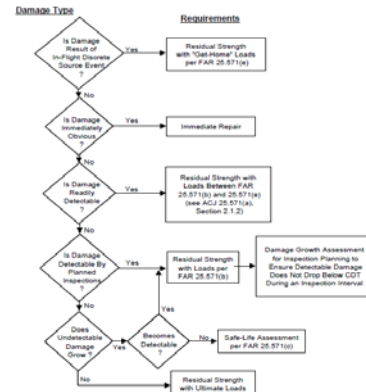 Damage Type
Requirements
Is Damage
Result of
In-Flight Discrete
Source Event
?
Yes
Residual Strength
with "Get-Home" Loads
per FAR 25.571(e)
No
Is Damage
Immediately
Obvious
?
Yes
Immediate Repair
No
Is Damage
Readily
Detectable
?
Yes
Residual Strength with
Loads Between FAR
25.571(b) and 25.571(e)
(see ACJ 25.571(a),
Section 2.1.2)
No
Is Damage
Detectable By
Planned
Inspections
?
Yes
Residual Strength
with Loads per
FAR 25.571(b)
Damage Growth Assessment
for Inspection Planning to
Ensure Detectable Damage
Does Not Drop Below CDT
During an Inspection Interval
No
Yes
Does
Undetectable
Damage
Grow ?
Yes
Becomes
Detectable
?
No
Safe-Life Assessment
per FAR 25.571(c)
No
Residual Strength
with Ultimate Loads